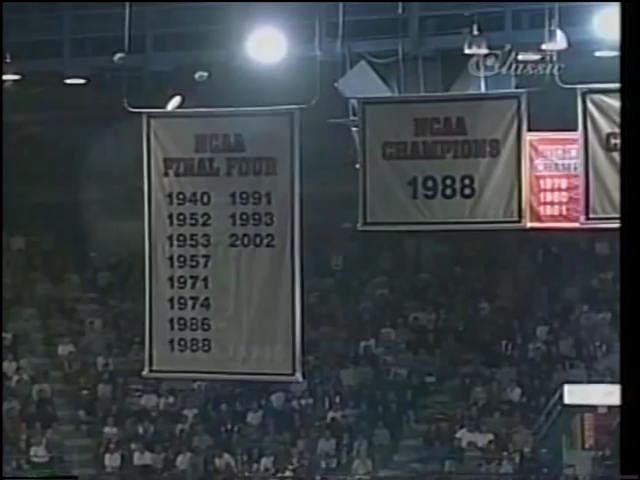 Classic
NCAA
FINAL FOUR
1940 1991
1952 1993
1953 2002
1957
1971
1974
1986
1988
NCAA
CHAMPIONS
1988
C